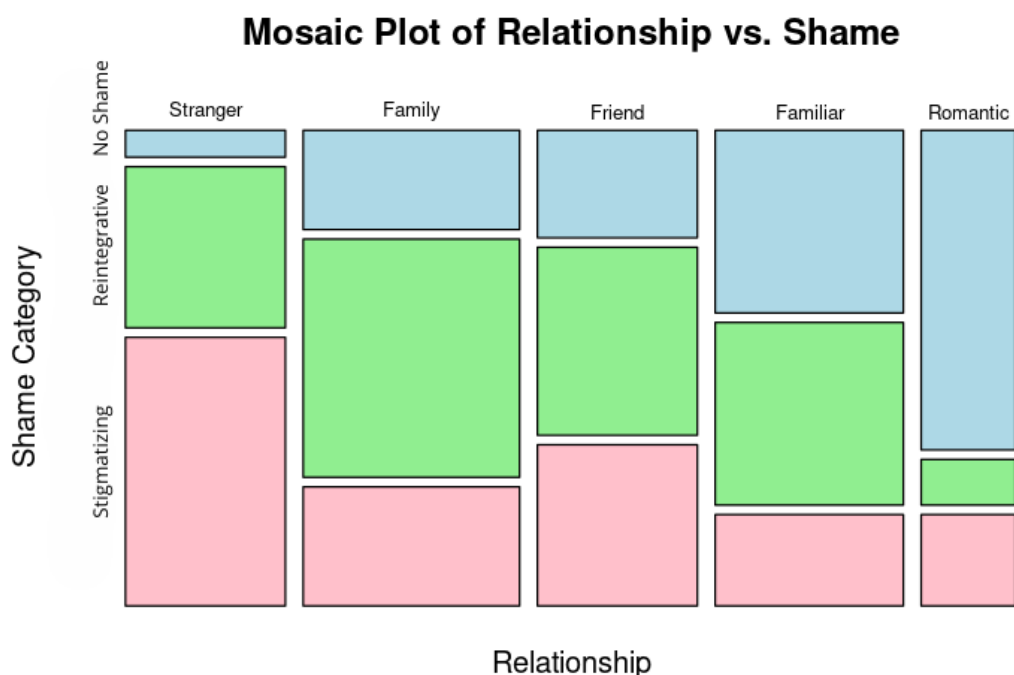 Mosaic Plot of Relationship vs. Shame
Stranger
Family
Friend
Familiar
Romantic
No Shame
Reintegrative
Stigmatizing
Shame Category
Relationship